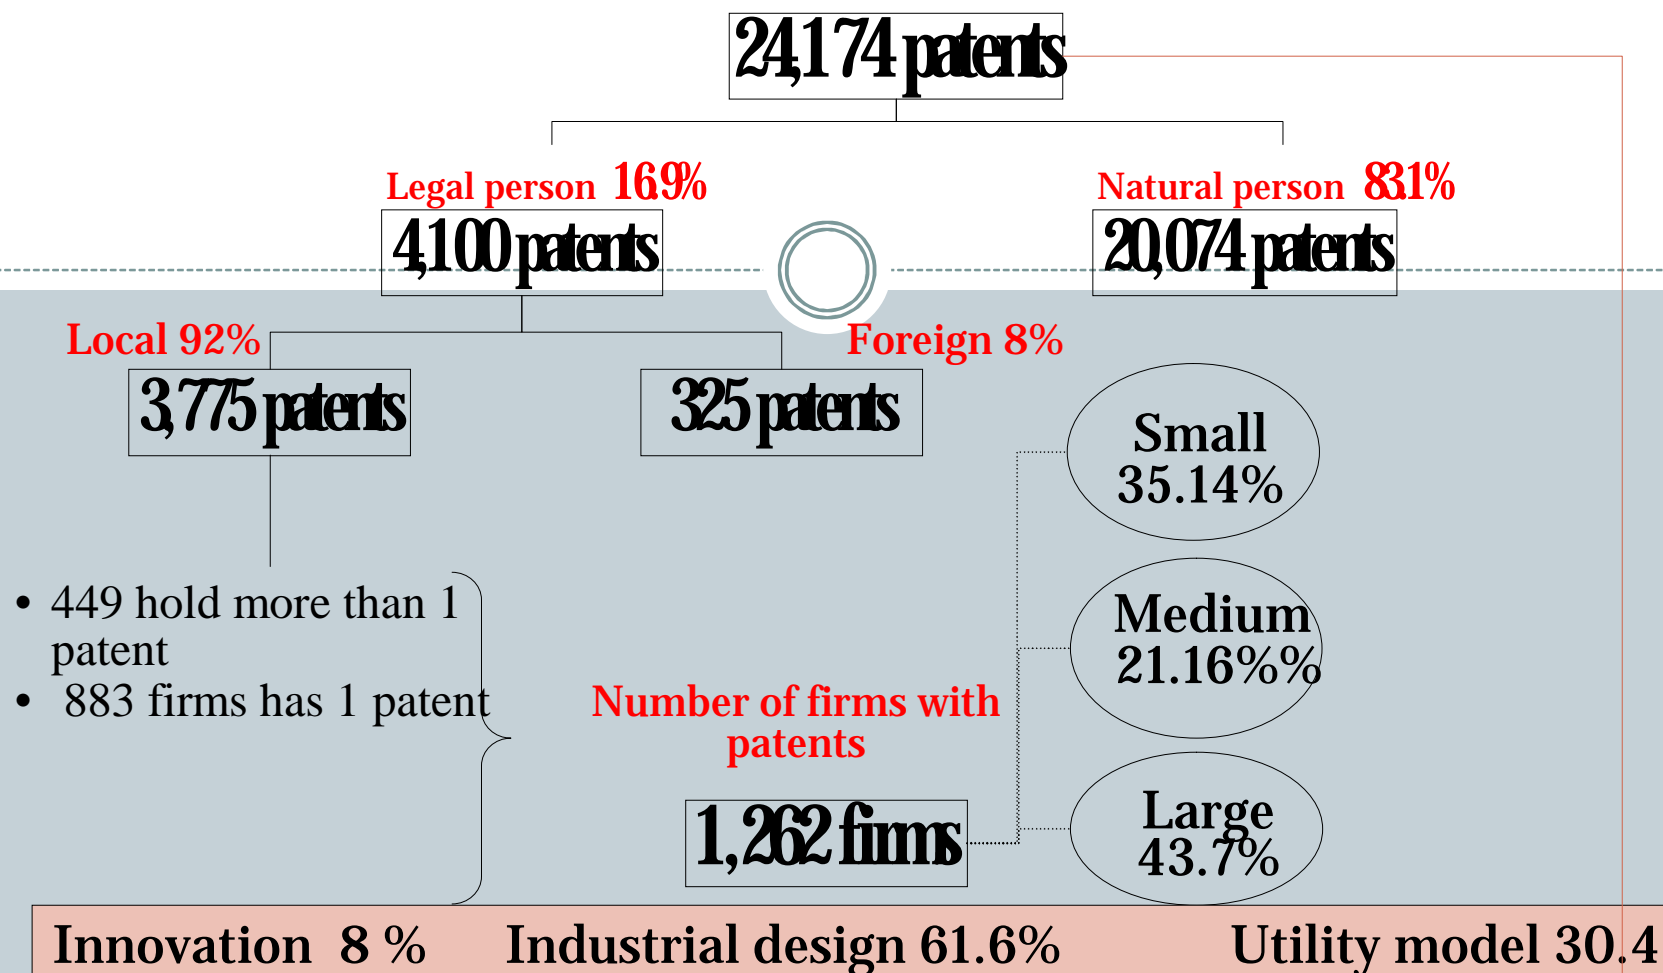 24,174 patents
Legal person 16.9%
Natural person 83.1%
4,100 patents
20,074 patents
Local 92%
Foreign 8%
3,775 patents
325 patents
Small
35.14%
Medium
21.16%%
Large
43.7%
• 449 hold more than 1
patent
• 883 firms has 1 patent
Number of firms with
patents
1,262 firms
Innovation 8 % Industrial design 61.6% Utility model 30.4